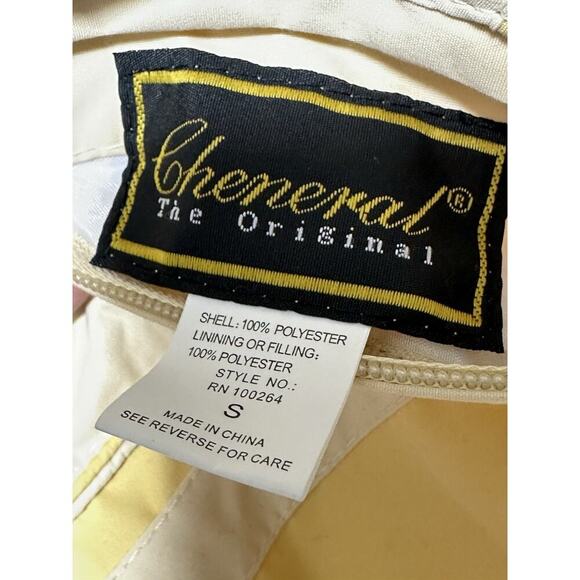 Cheneral®
The Original
SHELL: 100% POLYESTER
LINING OR FILLING:
100% POLYESTER
STYLE NO.:
RN 100264
S
MADE IN CHINA
SEE REVERSE FOR CARE